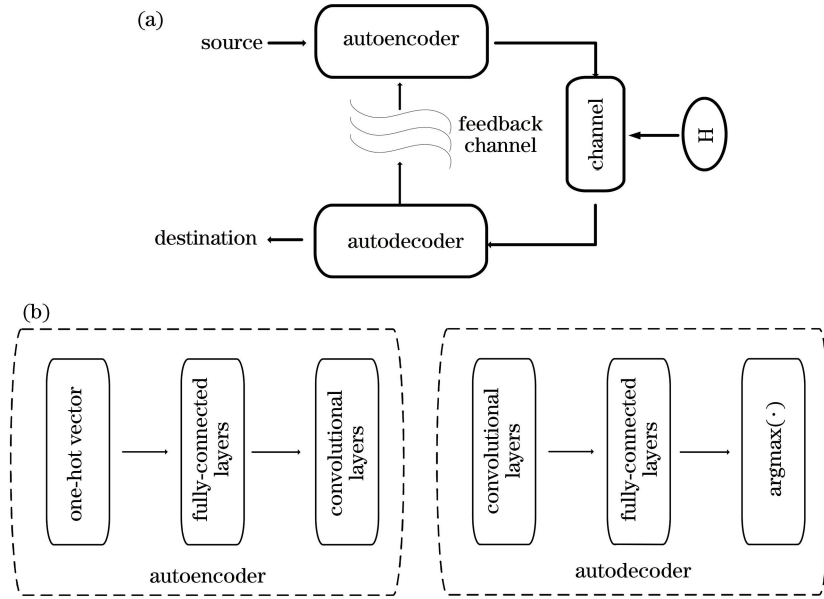 (a)
source
autoencoder
feedback
channel
channel
H
destination
autodecoder
(b)
one-hot vector
fully-connected
layers
convolutional
layers
autoencoder
convolutional
layers
fully-connected
layers
argmax(·)
autodecoder